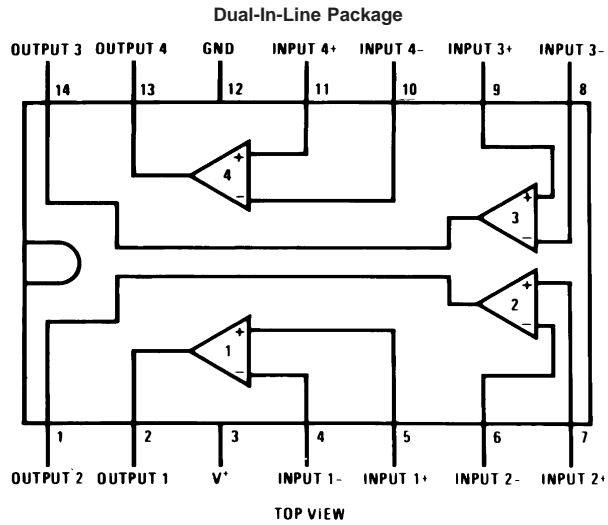 Dual-In-Line Package
OUTPUT 3 OUTPUT 4 GND INPUT 4+ INPUT 4- INPUT 3+ INPUT 3-
14 13 12 11 10 9 8
+
4
-
+
3
-
+
2
-
+
1
-
1 2 3 4 5 6 7
OUTPUT 2 OUTPUT 1 V+ INPUT 1- INPUT 1+ INPUT 2- INPUT 2+
TOP VIEW